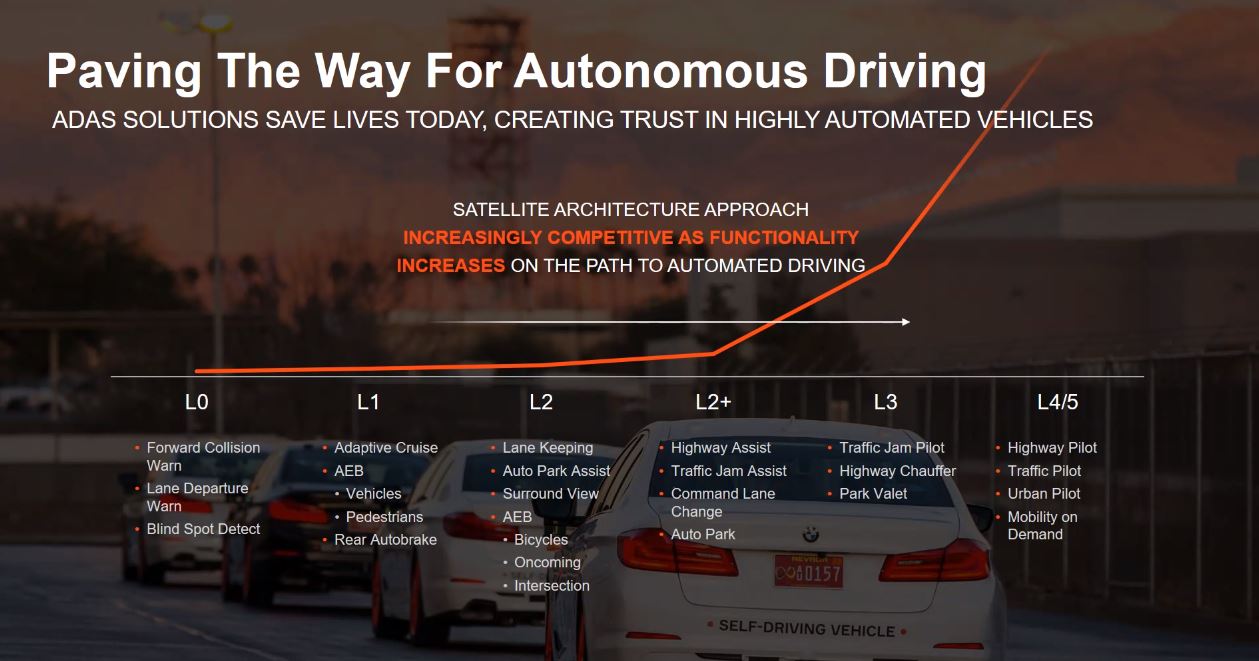 Paving The Way For Autonomous Driving
ADAS SOLUTIONS SAVE LIVES TODAY, CREATING TRUST IN HIGHLY AUTOMATED VEHICLES
SATELLITE ARCHITECTURE APPROACH
INCREASINGLY COMPETITIVE AS FUNCTIONALITY
INCREASES ON THE PATH TO AUTOMATED DRIVING
L0
• Forward Collision
Warn
• Lane Departure
Warn
• Blind Spot Detect
L1
• Adaptive Cruise
• AEB
• Vehicles
• Pedestrians
• Rear Autobrake
L2
• Lane Keeping
• Auto Park Assist
• Surround View
• AEB
• Bicycles
• Oncoming
• Intersection
L2+
• Highway Assist
• Traffic Jam Assist
• Command Lane
Change
• Auto Park
L3
• Traffic Jam Pilot
• Highway Chauffer
• Park Valet
L4/5
• Highway Pilot
• Traffic Pilot
• Urban Pilot
• Mobility on
Demand
NEVADA
0157
• SELF-DRIVING VEHICLE •